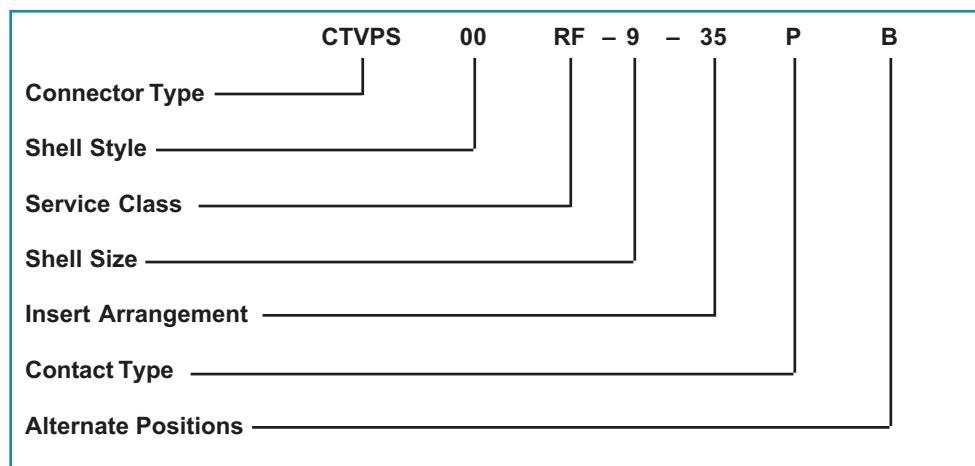 CTVPS 00 RF – 9 – 35 P B
Connector Type
Shell Style
Service Class
Shell Size
Insert Arrangement
Contact Type
Alternate Positions